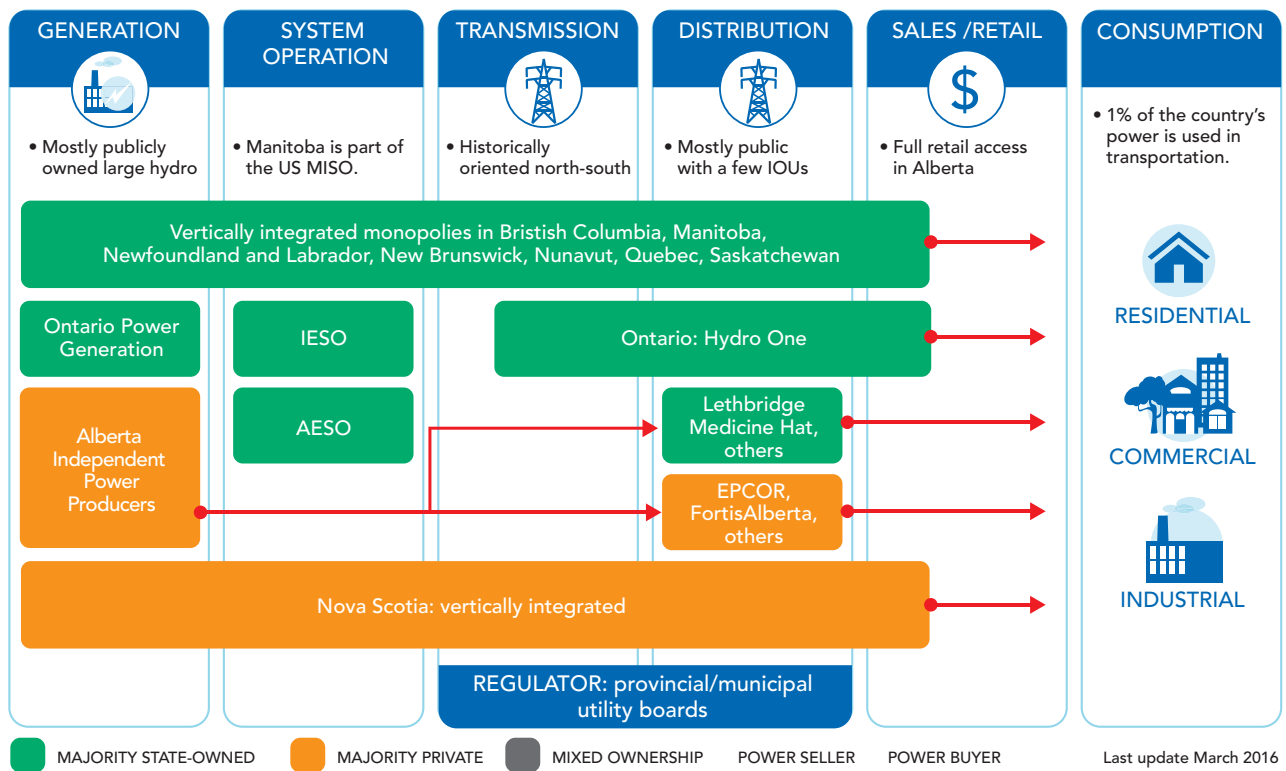 GENERATION
• Mostly publicly
owned large hydro
SYSTEM
OPERATION
• Manitoba is part of
the US MISO.
TRANSMISSION
• Historically
oriented north-south
DISTRIBUTION
• Mostly public
with a few IOUs
SALES /RETAIL
$
• Full retail access
in Alberta
CONSUMPTION
• 1% of the country's
power is used in
transportation.
Vertically integrated monopolies in Bristish Columbia, Manitoba,
Newfoundland and Labrador, New Brunswick, Nunavut, Quebec, Saskatchewan
Ontario Power
Generation
IESO
Ontario: Hydro One
Alberta
Independent
Power
Producers
AESO
Lethbridge
Medicine Hat,
others
EPCOR,
FortisAlberta,
others
Nova Scotia: vertically integrated
RESIDENTIAL
COMMERCIAL
INDUSTRIAL
REGULATOR: provincial/municipal
utility boards
MAJORITY STATE-OWNED
MAJORITY PRIVATE
MIXED OWNERSHIP
POWER SELLER
POWER BUYER
Last update March 2016